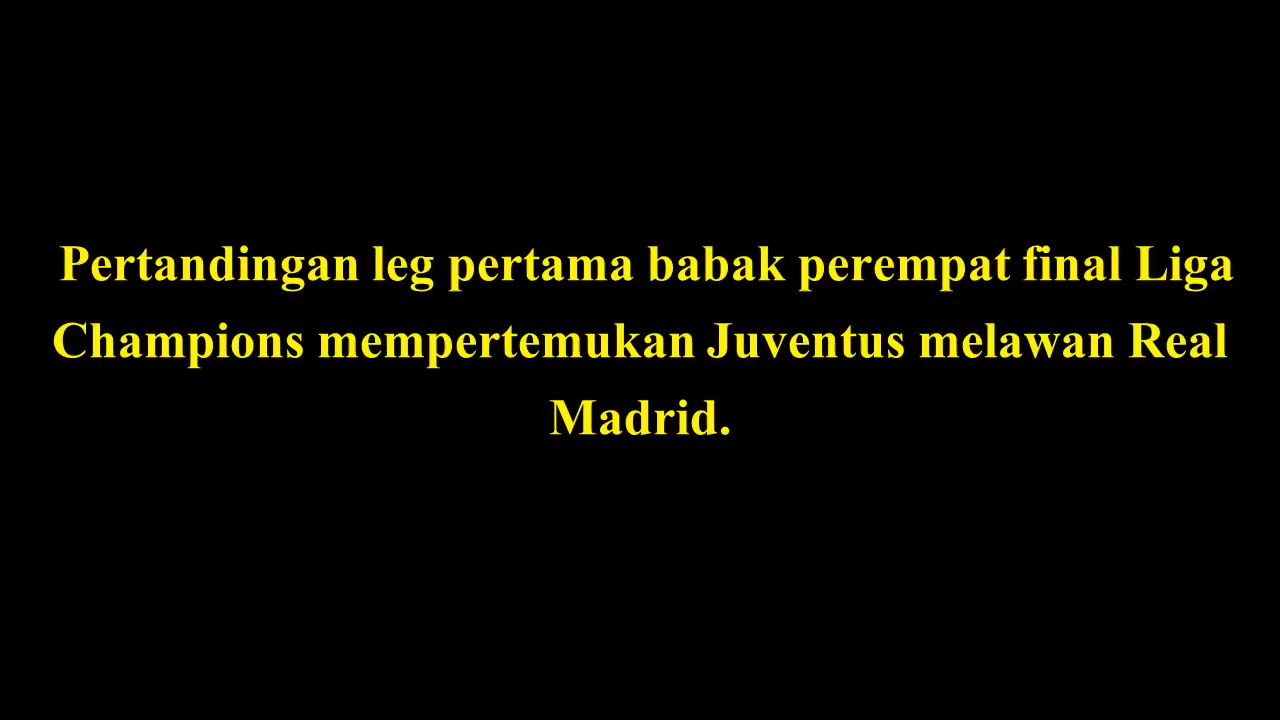 Pertandingan leg pertama babak perempat final Liga
Champions mempertemukan Juventus melawan Real
Madrid.